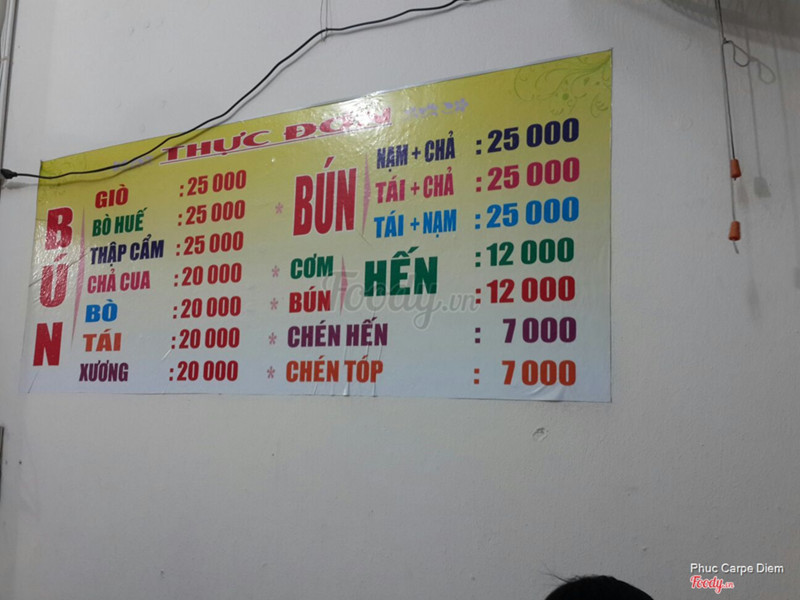 THỰC ĐƠN
BÚN
GIÒ : 25 000
BÒ HUẾ : 25 000
THẬP CẨM : 25 000
CHẢ CUA : 20 000
BÒ : 20 000
TÁI : 20 000
XƯƠNG : 20 000
* BÚN
NẠM + CHẢ : 25 000
TÁI + CHẢ : 25 000
TÁI + NẠM : 25 000
* CƠM HẾN : 12 000
* BÚN HẾN : 12 000
* CHÉN HẾN : 7 000
* CHÉN TÓP : 7 000
Foody.vn
Phuc Carpe Diem
Foody.vn